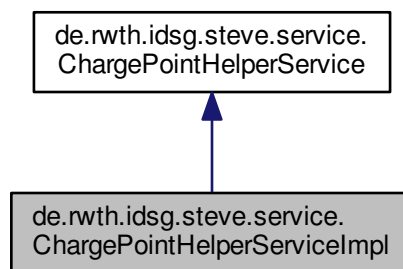 de.rwth.idsg.steve.service.
ChargePointHelperService
de.rwth.idsg.steve.service.
ChargePointHelperServiceImpl